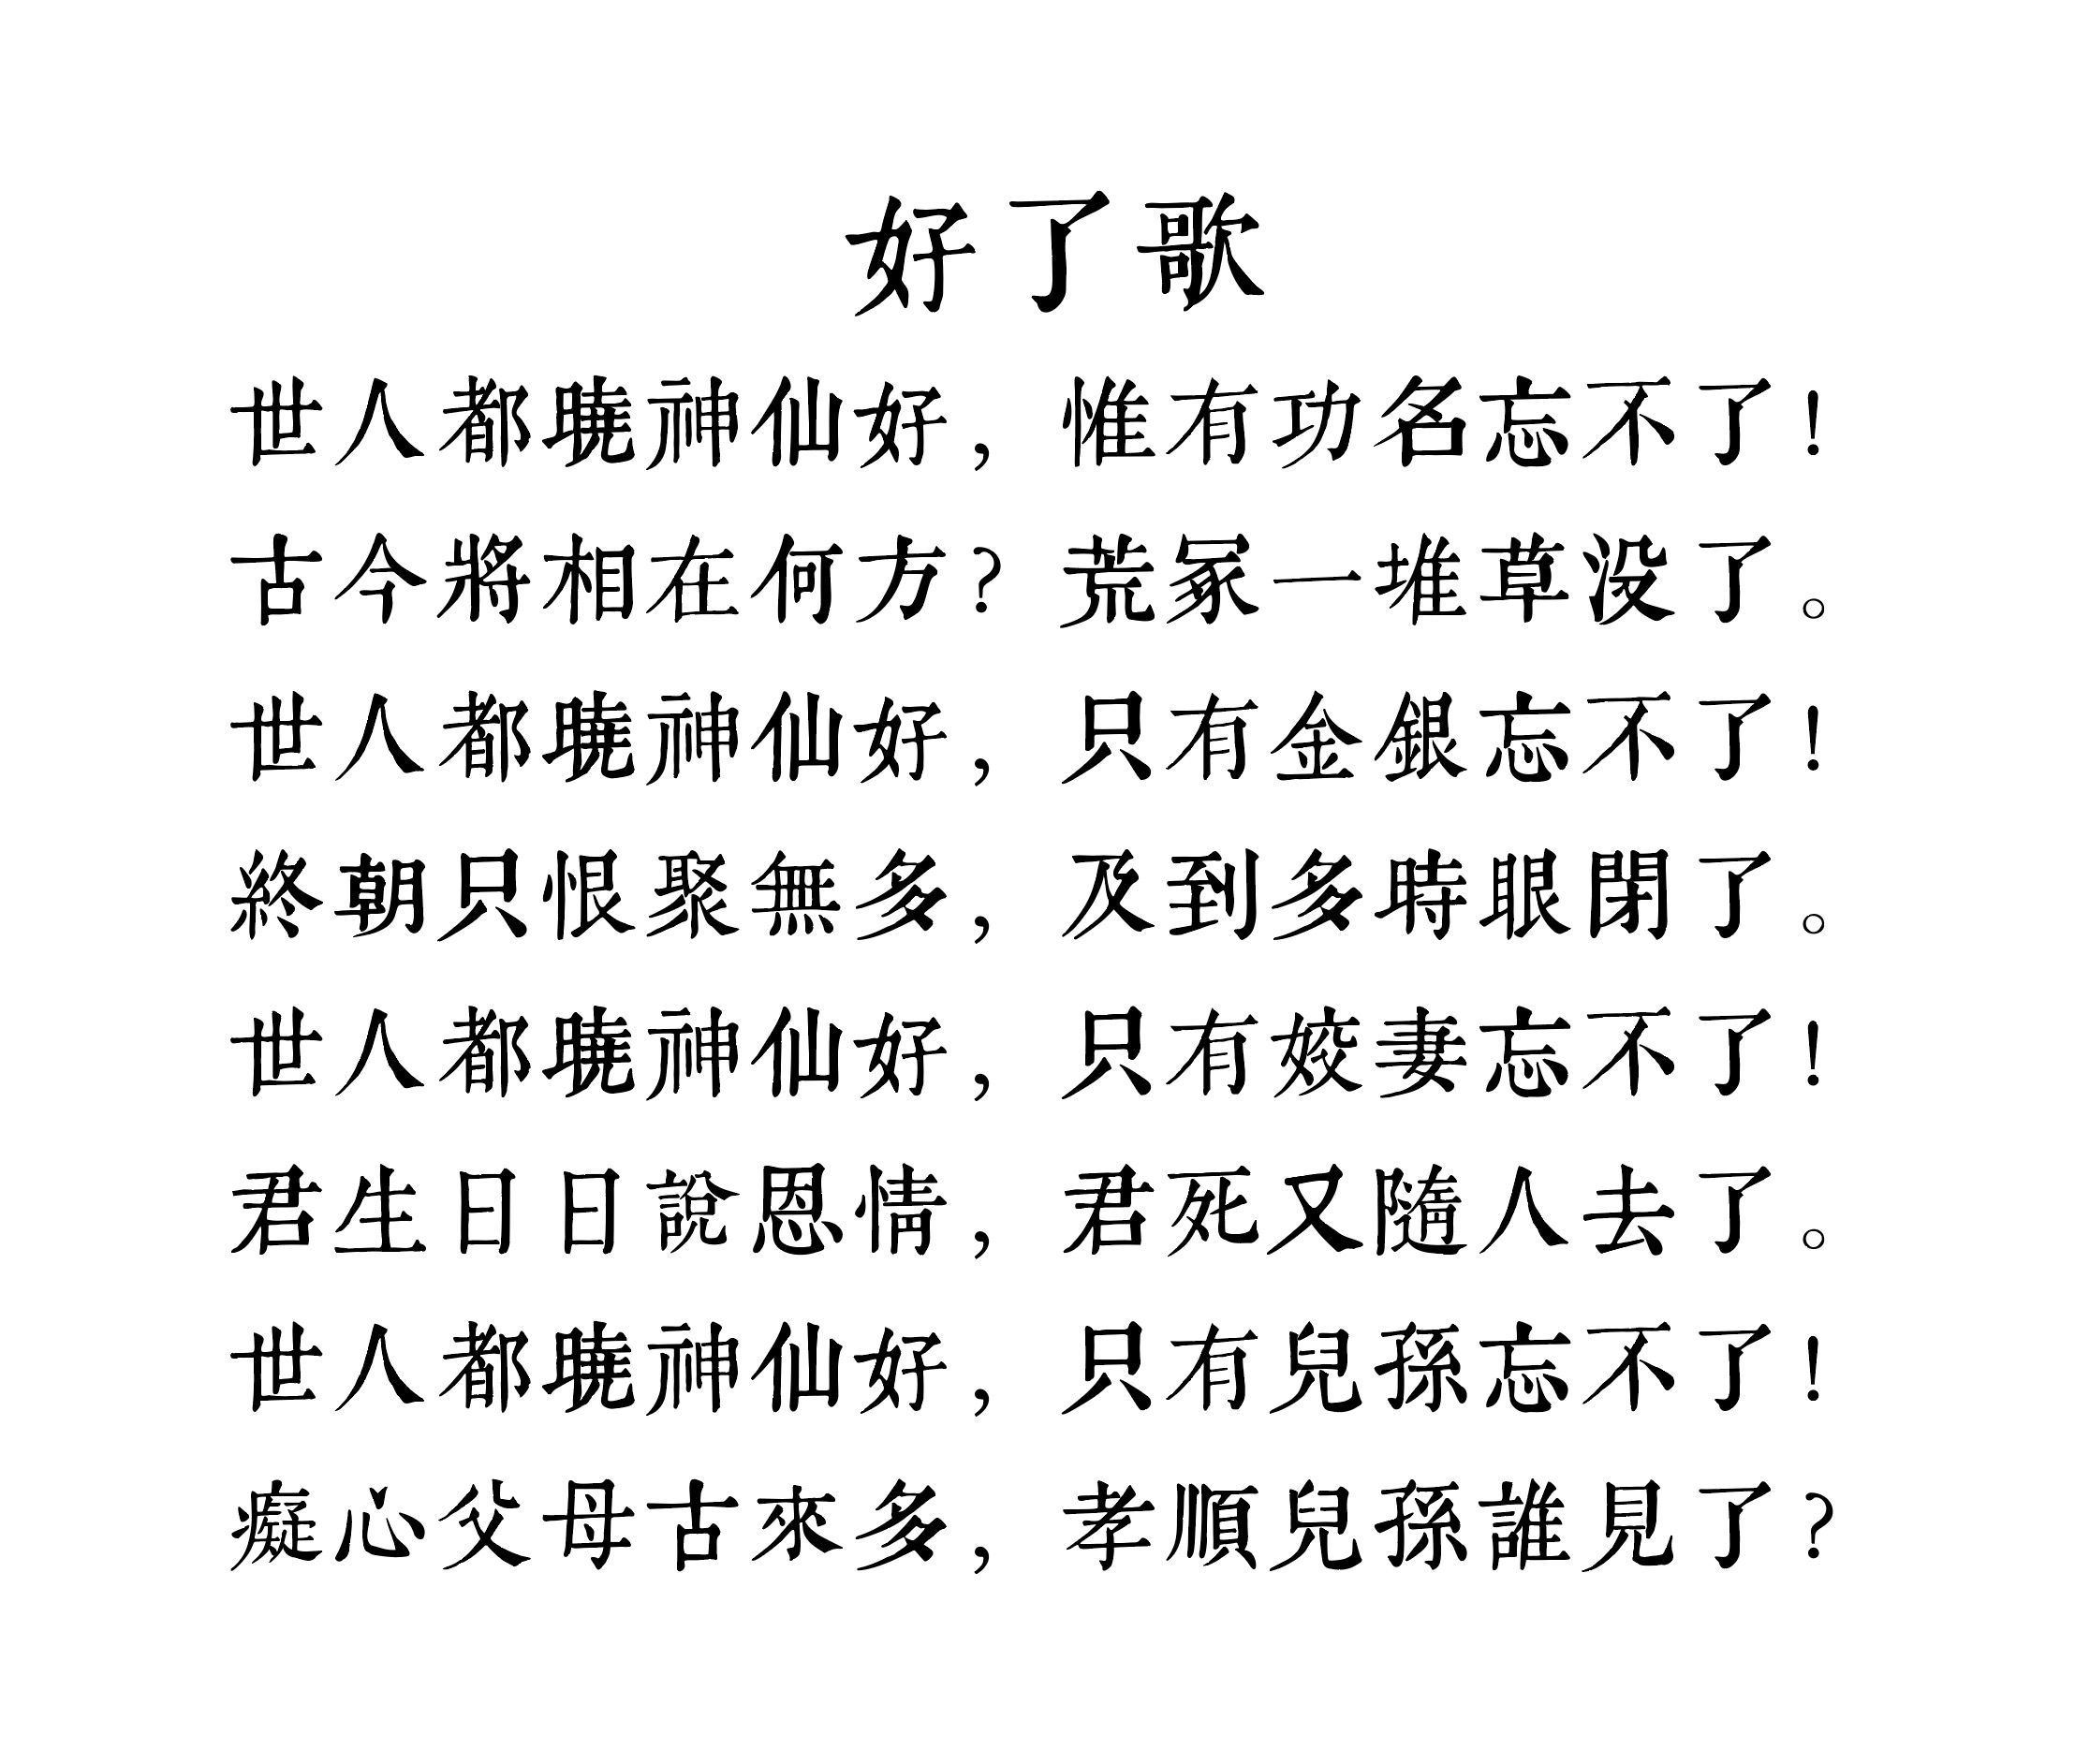 好了歌
世人都曉神仙好，惟有功名忘不了！
古今將相在何方？荒冢一堆草没了。
世人都曉神仙好，只有金銀忘不了！
終朝只恨聚無多，及到多時眼閉了。
世人都曉神仙好，只有姣妻忘不了！
君生日日說恩情，君死又隨人去了。
世人都曉神仙好，只有兒孫忘不了！
癡心父母古來多，孝順兒孫誰見了？